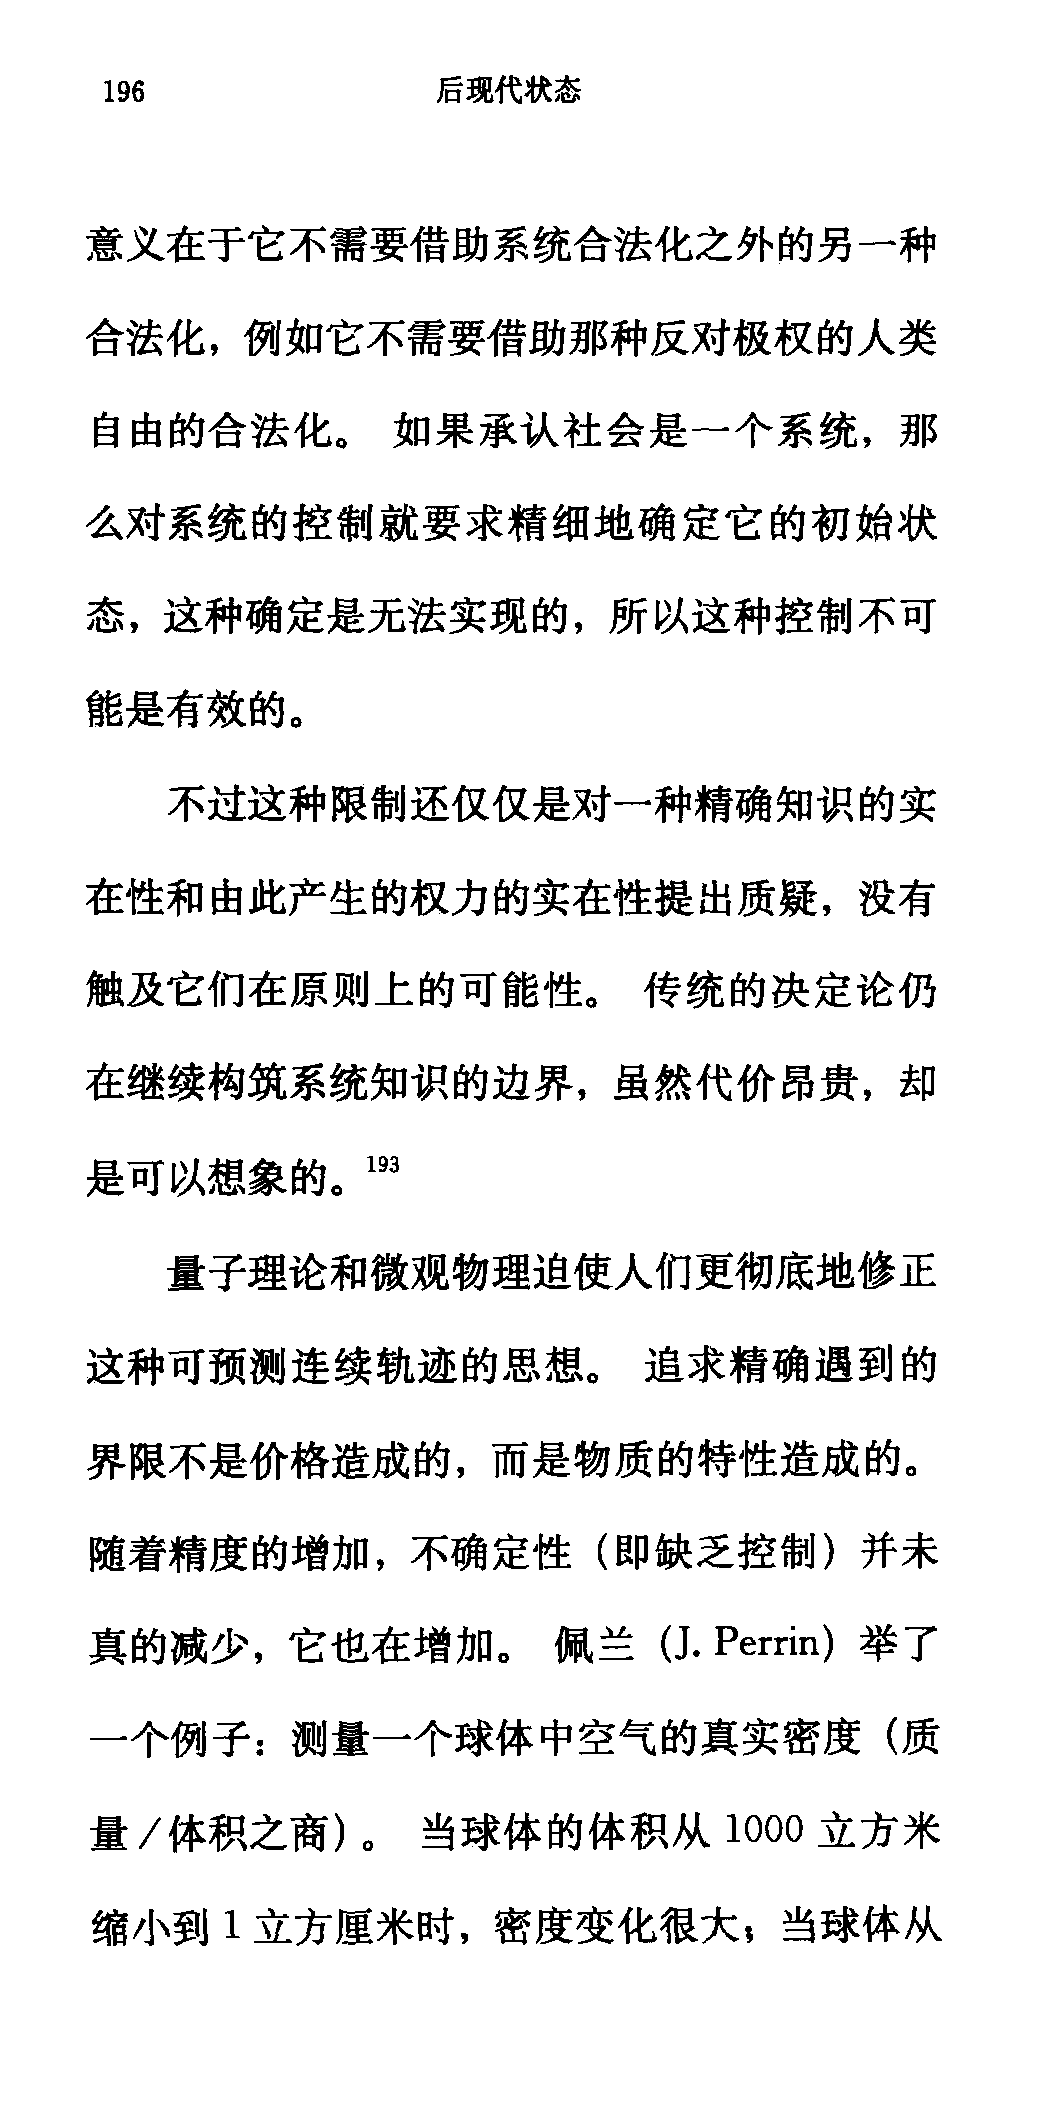 196 后现代状态
意义在于它不需要借助系统合法化之外的另一种
合法化，例如它不需要借助那种反对极权的人类
自由的合法化。 如果承认社会是一个系统，那
么对系统的控制就要求精细地确定它的初始状
态，这种确定是无法实现的，所以这种控制不可
能是有效的。
不过这种限制还仅仅是对一种精确知识的实
在性和由此产生的权力的实在性提出质疑，没有
触及它们在原则上的可能性。 传统的决定论仍
在继续构筑系统知识的边界，虽然代价昂贵，却
是可以想象的。193
量子理论和微观物理迫使人们更彻底地修正
这种可预测连续轨迹的思想。 追求精确遇到的
界限不是价格造成的，而是物质的特性造成的。
随着精度的增加，不确定性（即缺乏控制）并未
真的减少，它也在增加。 佩兰（J. Perrin）举了
一个例子：测量一个球体中空气的真实密度（质
量／体积之商）。 当球体的体积从 1000 立方米
缩小到 1 立方厘米时，密度变化很大；当球体从